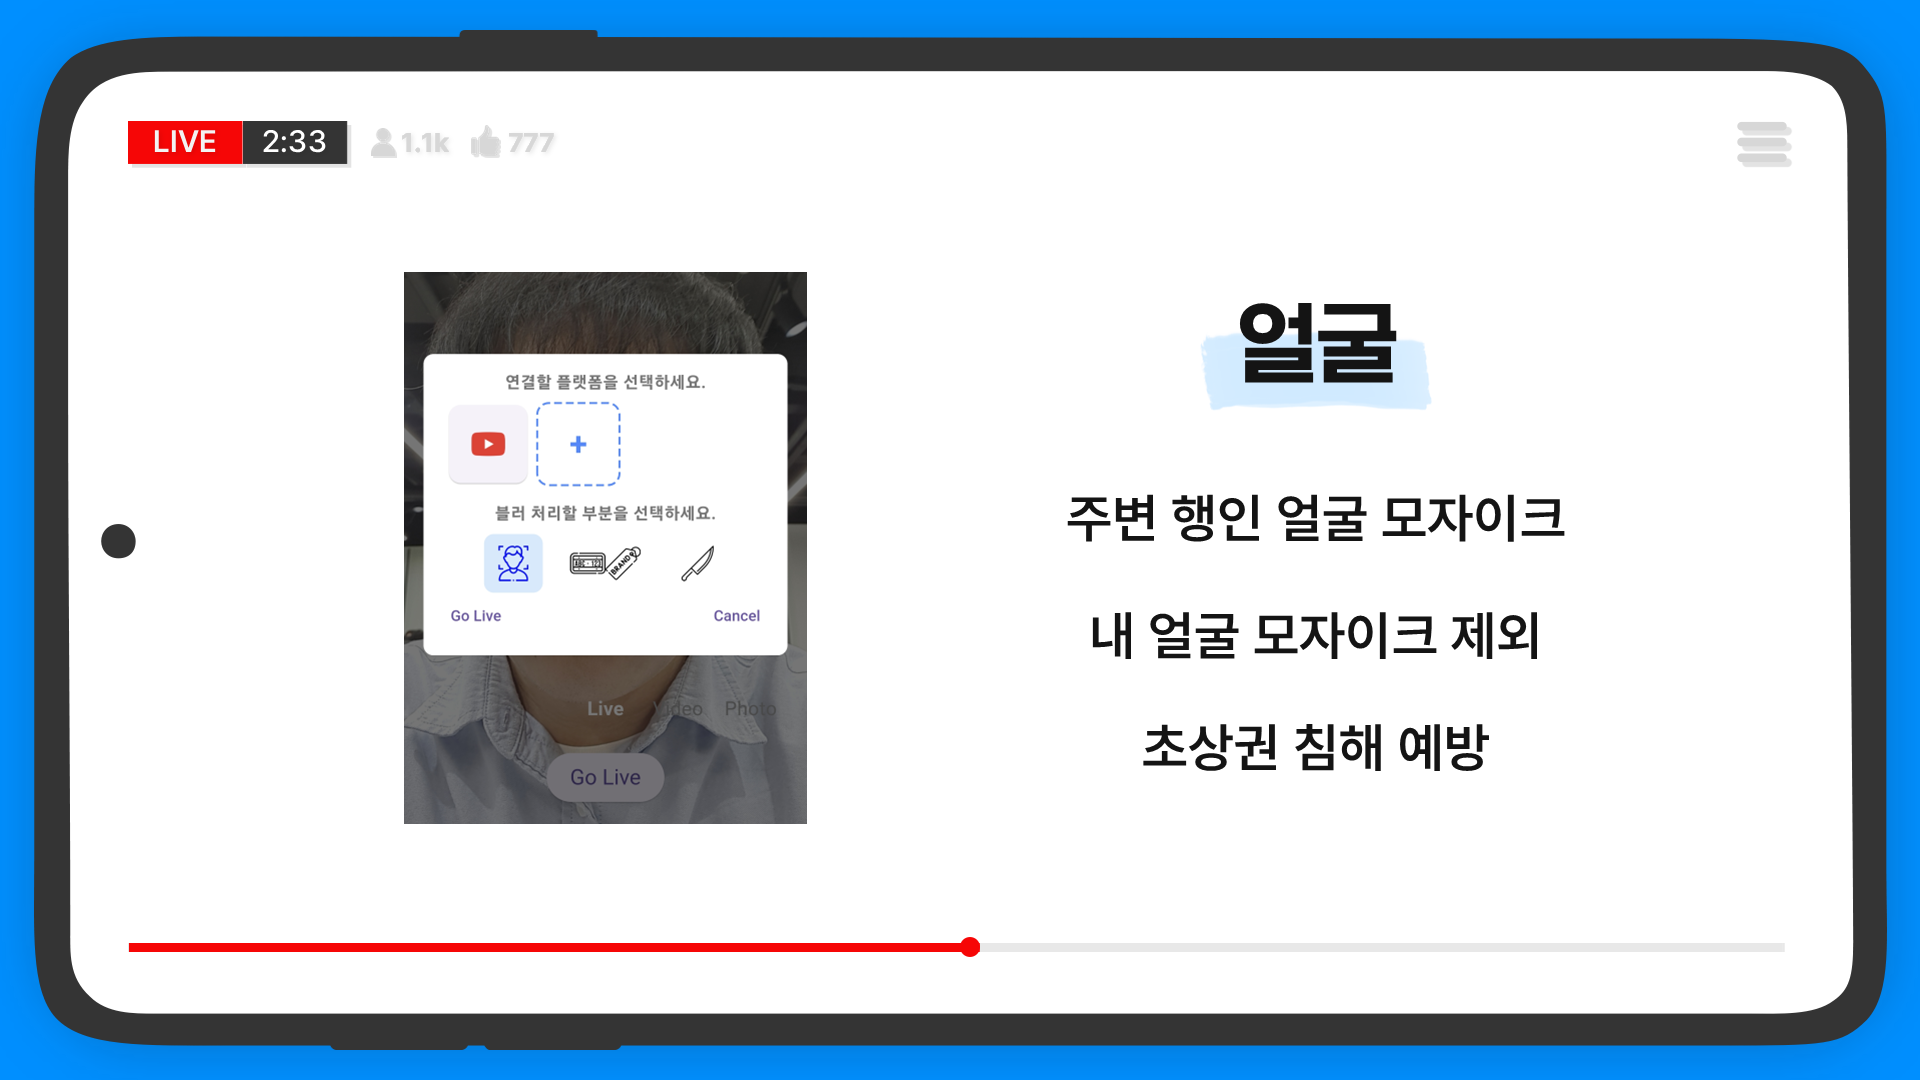 LIVE 2:33 1.1k 777
연결할 플랫폼을 선택하세요.
블러 처리할 부분을 선택하세요.
BRAND
Go Live Cancel
Live Video Photo
Go Live
얼굴
주변 행인 얼굴 모자이크
내 얼굴 모자이크 제외
초상권 침해 예방